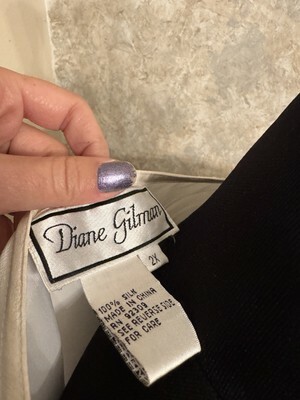 Diane Gilman
2X
100% SILK
MADE IN CHINA
RN 92309
SEE REVERSE SIDE
FOR CARE